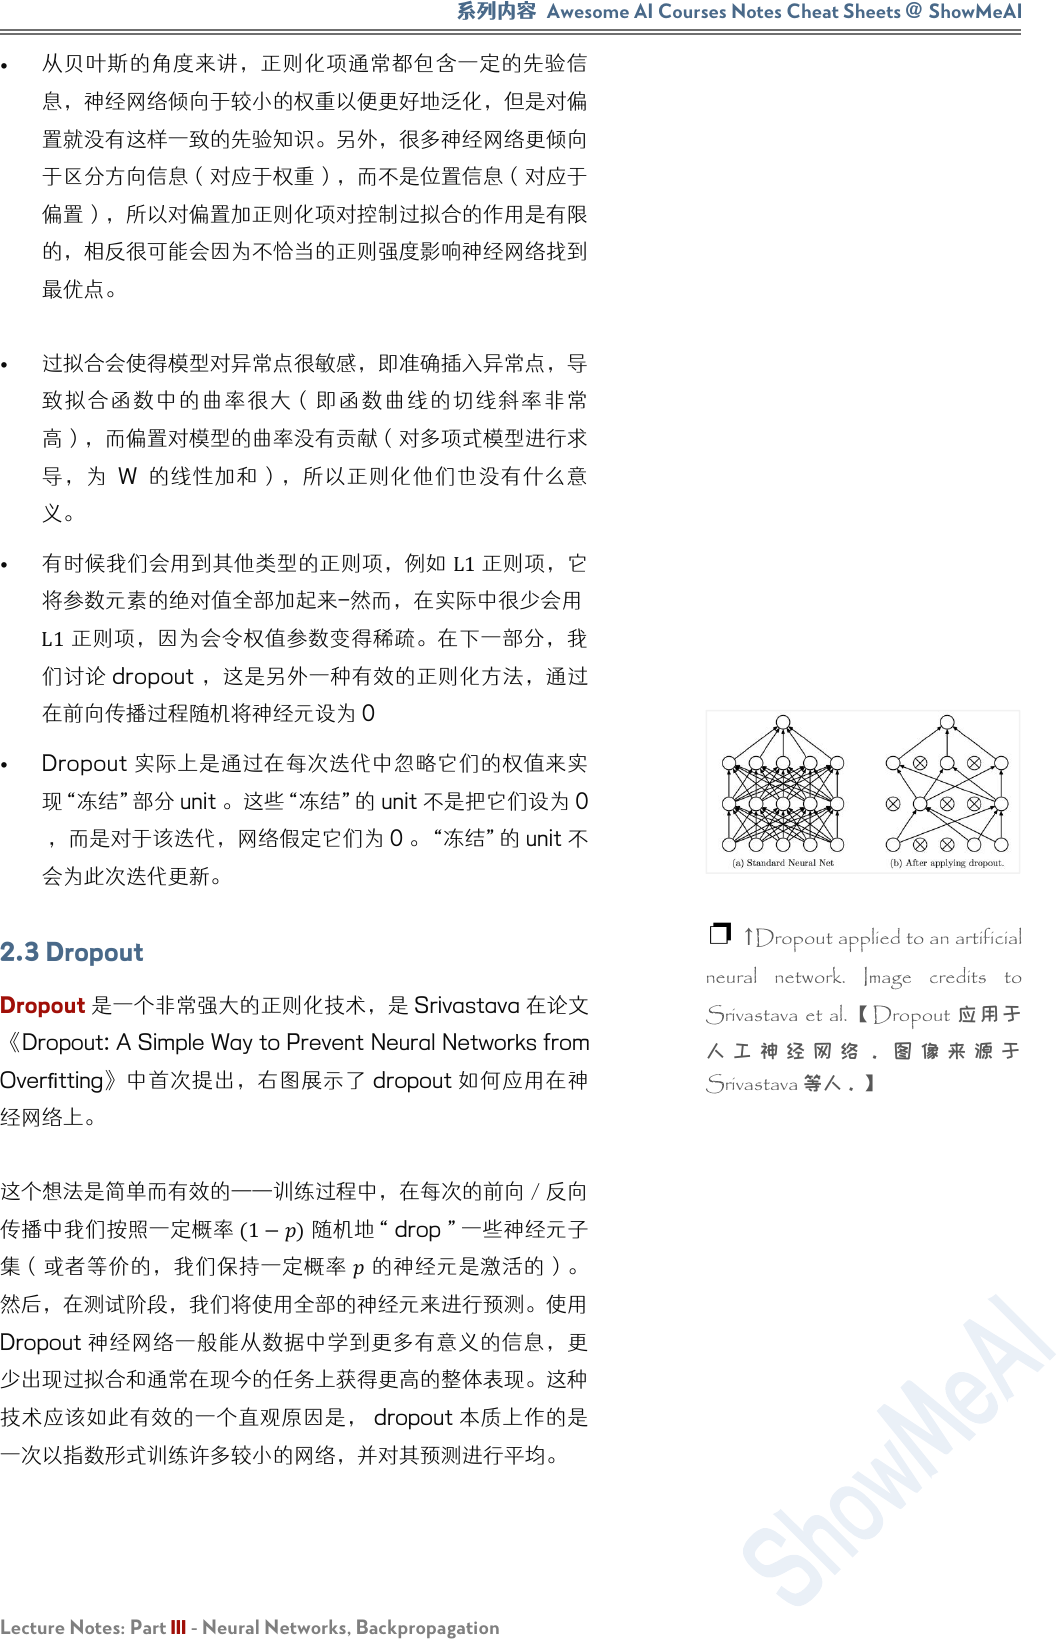 系列内容 Awesome AI Courses Notes Cheat Sheets @ ShowMeAI
• 从贝叶斯的角度来讲，正则化项通常都包含一定的先验信
息，神经网络倾向于较小的权重以便更好地泛化，但是对偏
置就没有这样一致的先验知识。另外，很多神经网络更倾向
于区分方向信息（对应于权重），而不是位置信息（对应于
偏置），所以对偏置加正则化项对控制过拟合的作用是有限
的，相反很可能会因为不恰当的正则强度影响神经网络找到
最优点。
• 过拟合会使得模型对异常点很敏感，即准确插入异常点，导
致拟合函数中的曲率很大（即函数曲线的切线斜率非常
高），而偏置对模型的曲率没有贡献（对多项式模型进行求
导，为 W 的线性加和），所以正则化他们也没有什么意
义。
• 有时候我们会用到其他类型的正则项，例如 L1 正则项，它
将参数元素的绝对值全部加起来-然而，在实际中很少会用
L1 正则项，因为会令权值参数变得稀疏。在下一部分，我
们讨论 dropout ，这是另外一种有效的正则化方法，通过
在前向传播过程随机将神经元设为 0
• Dropout 实际上是通过在每次迭代中忽略它们的权值来实
现 “冻结” 部分 unit 。这些 “冻结” 的 unit 不是把它们设为 0
，而是对于该迭代，网络假定它们为 0 。 “冻结” 的 unit 不
会为此次迭代更新。
(a) Standard Neural Net
(b) After applying dropout.
❒ ↑Dropout applied to an artificial
neural network. Image credits to
Srivastava et al.【Dropout 应用于
人工神经网络．图像来源于
Srivastava 等人．】
2.3 Dropout
Dropout 是一个非常强大的正则化技术，是 Srivastava 在论文
《Dropout: A Simple Way to Prevent Neural Networks from
Overfitting》中首次提出，右图展示了 dropout 如何应用在神
经网络上。
这个想法是简单而有效的——训练过程中，在每次的前向 / 反向
传播中我们按照一定概率 (1 − p) 随机地 “ drop ” 一些神经元子
集（或者等价的，我们保持一定概率 p 的神经元是激活的）。
然后，在测试阶段，我们将使用全部的神经元来进行预测。使用
Dropout 神经网络一般能从数据中学到更多有意义的信息，更
少出现过拟合和通常在现今的任务上获得更高的整体表现。这种
技术应该如此有效的一个直观原因是， dropout 本质上作的是
一次以指数形式训练许多较小的网络，并对其预测进行平均。
ShowMeAI
Lecture Notes: Part III - Neural Networks, Backpropagation